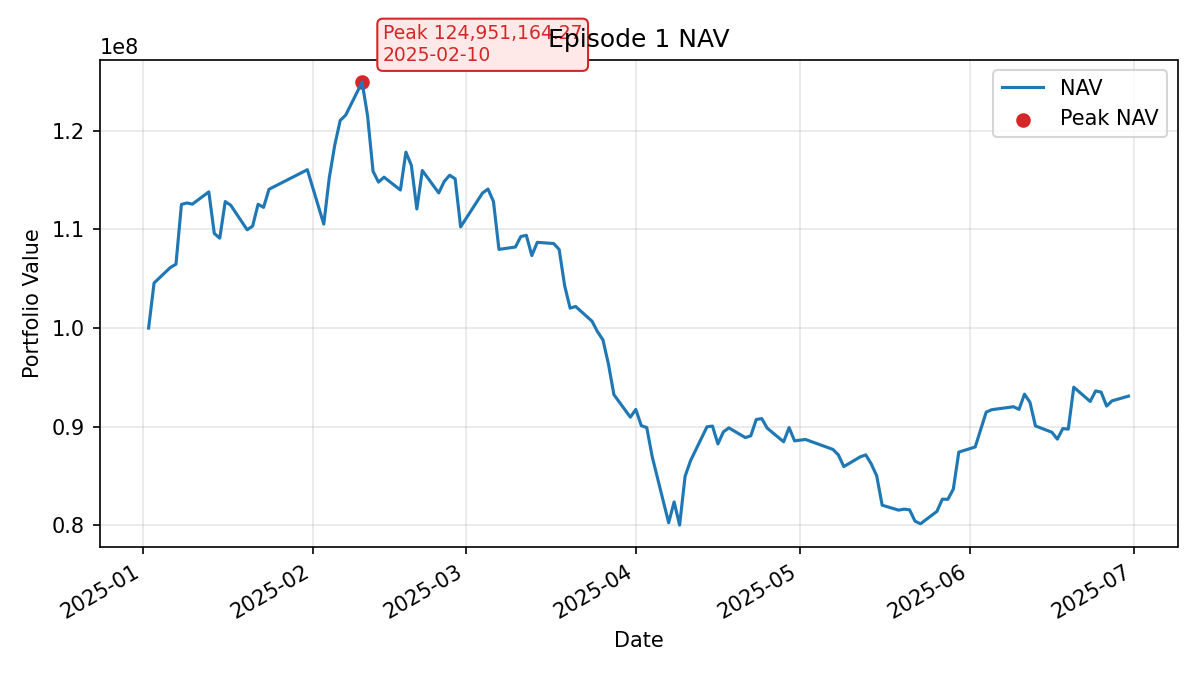 Peak 124,951,164.27
2025-02-10
Episode 1 NAV
1e8
NAV
Peak NAV
1.2
1.1
1.0
0.9
0.8
Portfolio Value
2025-01
2025-02
2025-03
2025-04
2025-05
2025-06
2025-07
Date